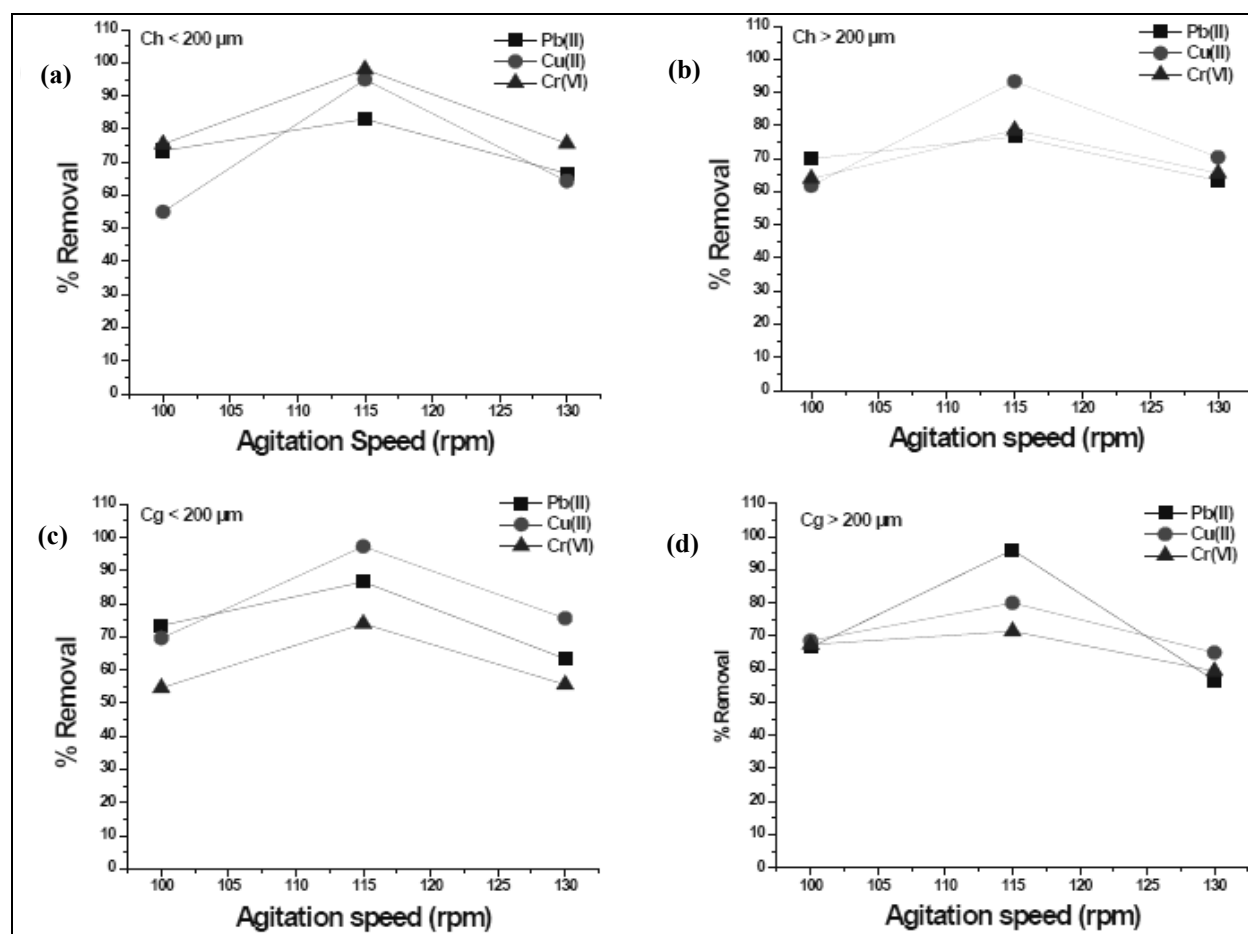 (a)
Ch < 200 µm
Pb(II)
Cu(II)
Cr(VI)
% Removal
110
100
90
80
70
60
50
40
30
20
10
0
100 105 110 115 120 125 130
Agitation Speed (rpm)
(b)
Ch > 200 µm
Pb(II)
Cu(II)
Cr(VI)
% Removal
110
100
90
80
70
60
50
40
30
20
10
0
100 105 110 115 120 125 130
Agitation speed (rpm)
(c)
Cg < 200 µm
Pb(II)
Cu(II)
Cr(VI)
% Removal
110
100
90
80
70
60
50
40
30
20
10
0
100 105 110 115 120 125 130
Agitation speed (rpm)
(d)
Cg > 200 µm
Pb(II)
Cu(II)
Cr(VI)
% Removal
110
100
90
80
70
60
50
40
30
20
10
0
100 105 110 115 120 125 130
Agitation speed (rpm)